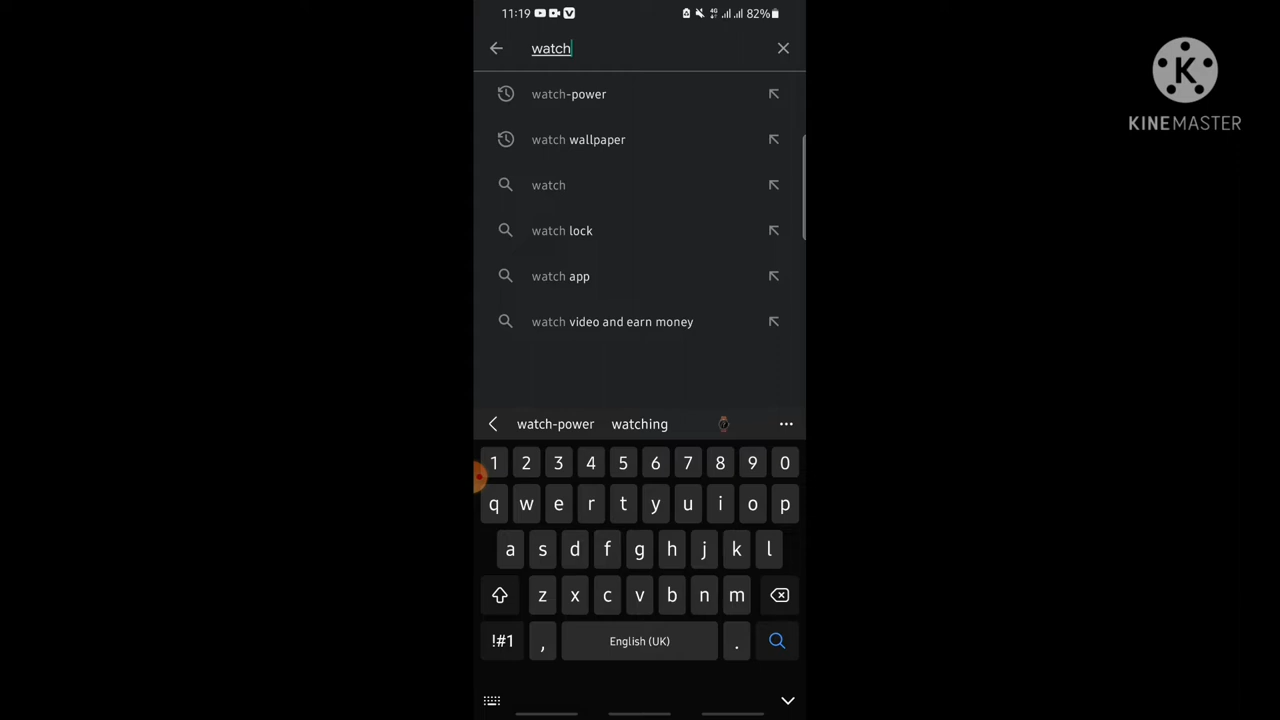 11:19 4G 82%
watch
K
KINEMASTER
watch-power
watch wallpaper
watch
watch lock
watch app
watch video and earn money
watch-power watching
1 2 3 4 5 6 7 8 9 0
q w e r t y u i o p
a s d f g h j k l
z x c v b n m
!#1 , English (UK) .